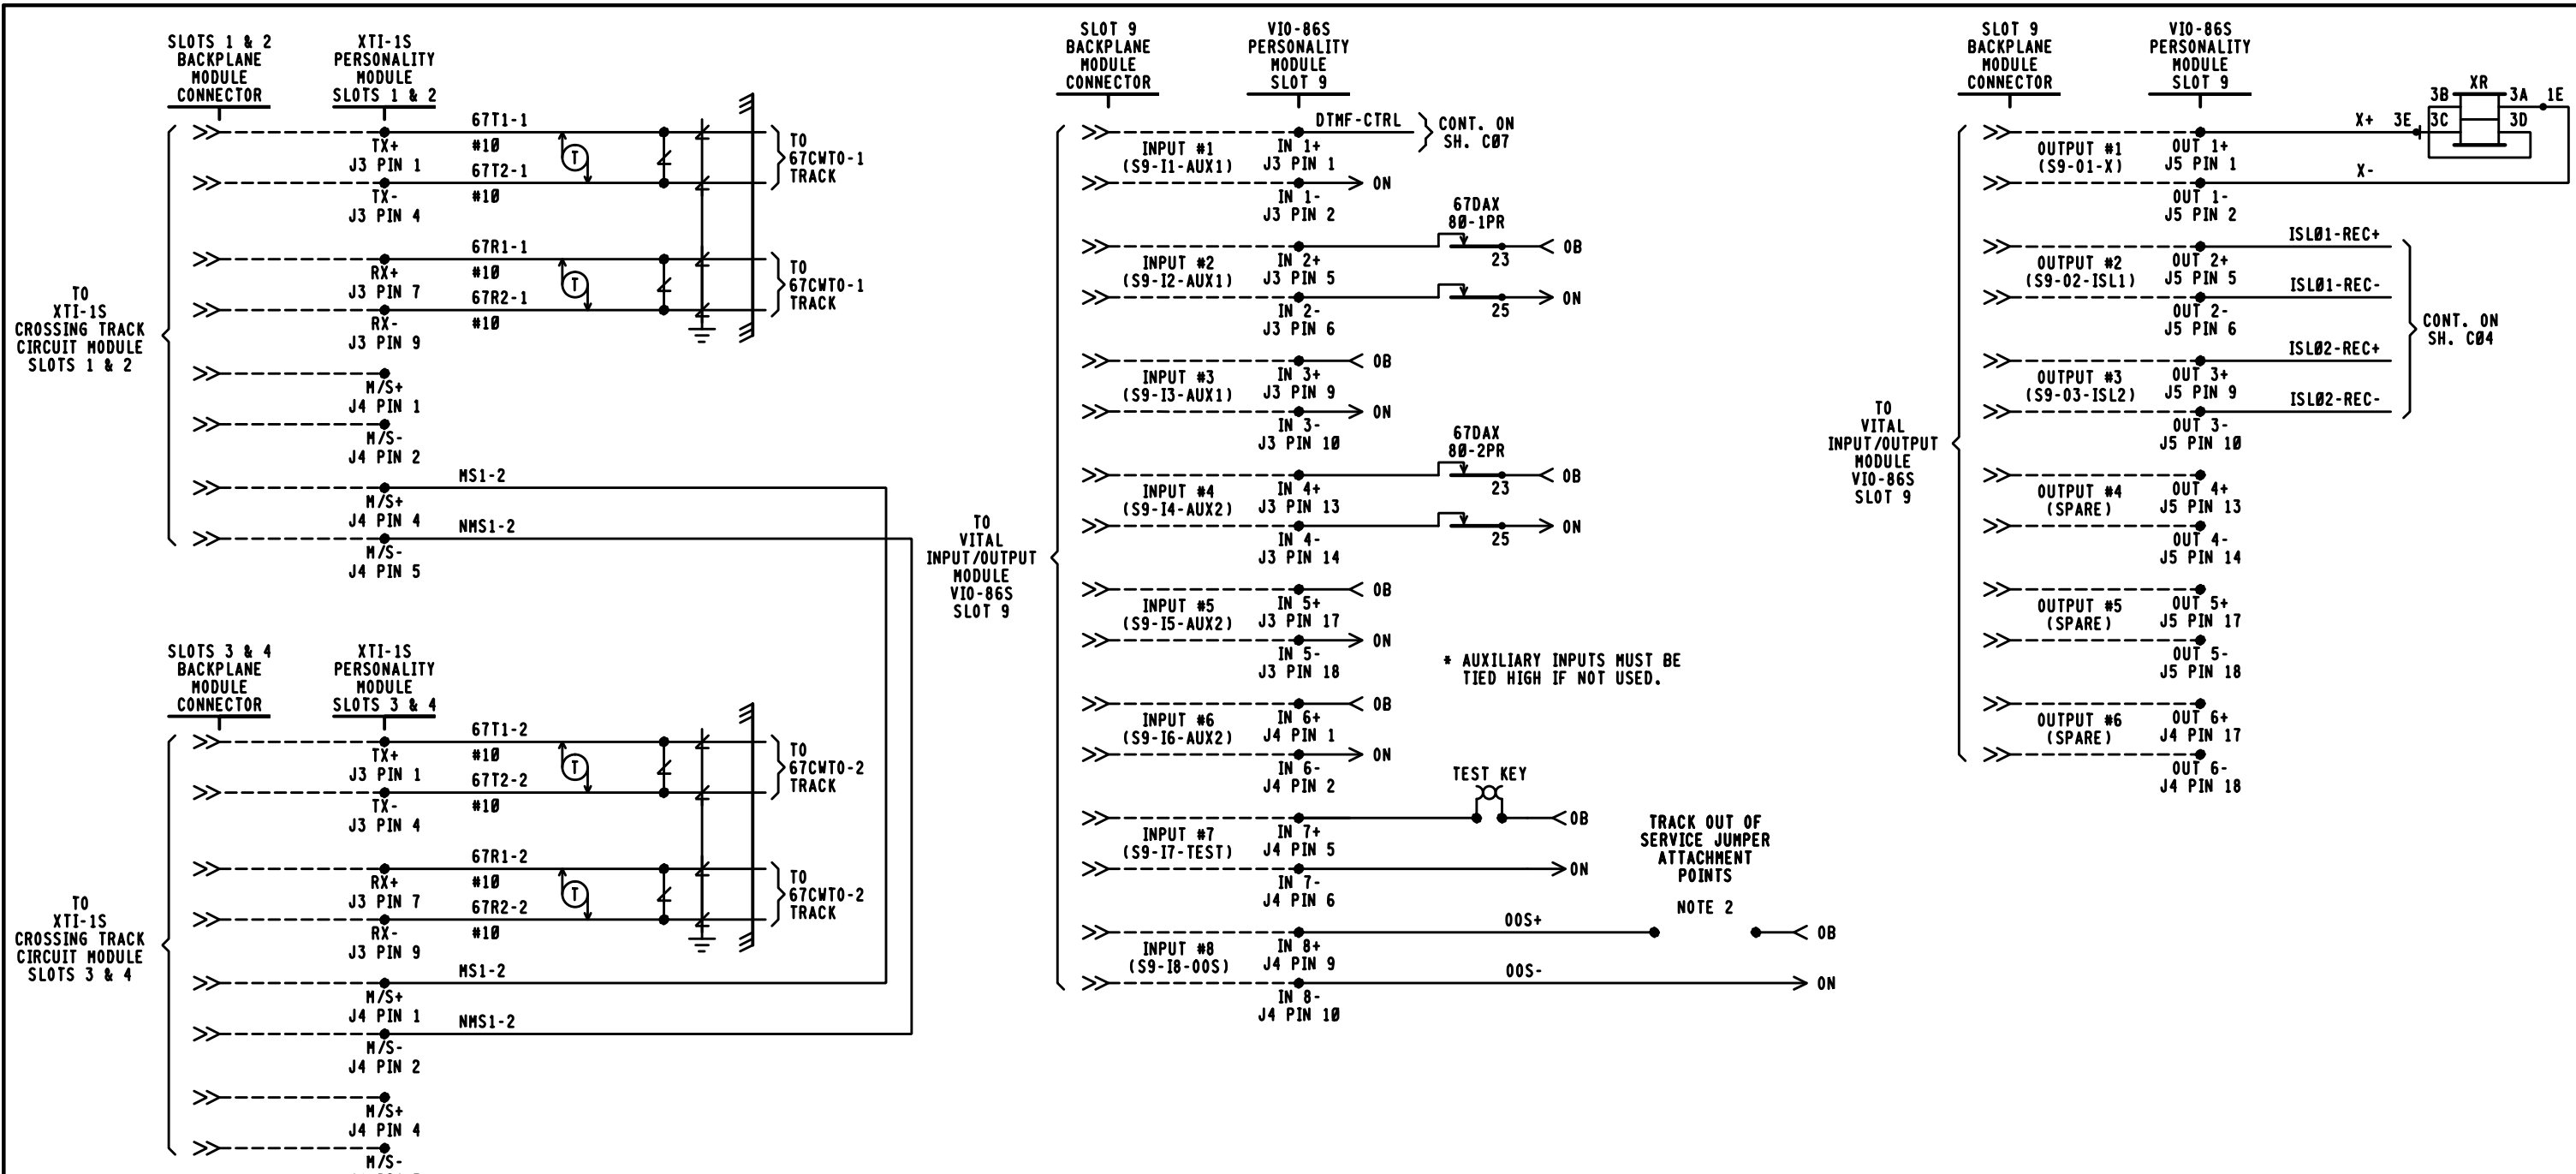 SLOTS 1 & 2
BACKPLANE
MODULE
CONNECTOR
XTI-1S
PERSONALITY
MODULE
SLOTS 1 & 2
67T1-1
TX+
#10
J3 PIN 1
67T2-1
TX-
#10
J3 PIN 4
T
TO
67CWTO-1
TRACK
67R1-1
RX+
#10
J3 PIN 7
67R2-1
RX-
#10
J3 PIN 9
T
TO
67CWTO-1
TRACK
TO
XTI-1S
CROSSING TRACK
CIRCUIT MODULE
SLOTS 1 & 2
M/S+
J4 PIN 1
M/S-
J4 PIN 2
MS1-2
M/S+
J4 PIN 4
NMS1-2
M/S-
J4 PIN 5
SLOTS 3 & 4
BACKPLANE
MODULE
CONNECTOR
XTI-1S
PERSONALITY
MODULE
SLOTS 3 & 4
67T1-2
TX+
#10
J3 PIN 1
67T2-2
TX-
#10
J3 PIN 4
T
TO
67CWTO-2
TRACK
67R1-2
RX+
#10
J3 PIN 7
67R2-2
RX-
#10
J3 PIN 9
T
TO
67CWTO-2
TRACK
TO
XTI-1S
CROSSING TRACK
CIRCUIT MODULE
SLOTS 3 & 4
MS1-2
M/S+
J4 PIN 1
NMS1-2
M/S-
J4 PIN 2
M/S+
J4 PIN 4
M/S-
SLOT 9
BACKPLANE
MODULE
CONNECTOR
VIO-86S
PERSONALITY
MODULE
SLOT 9
DTMF-CTRL
CONT. ON
SH. C07
INPUT #1
(S9-I1-AUX1)
IN 1+
J3 PIN 1
ON
IN 1-
J3 PIN 2
67DAX
80-1PR
OB
23
INPUT #2
(S9-I2-AUX1)
IN 2+
J3 PIN 5
ON
25
IN 2-
J3 PIN 6
OB
INPUT #3
(S9-I3-AUX1)
IN 3+
J3 PIN 9
ON
IN 3-
J3 PIN 10
67DAX
80-2PR
OB
23
INPUT #4
(S9-I4-AUX2)
IN 4+
J3 PIN 13
ON
25
IN 4-
J3 PIN 14
TO
VITAL
INPUT/OUTPUT
MODULE
VIO-86S
SLOT 9
OB
INPUT #5
(S9-I5-AUX2)
IN 5+
J3 PIN 17
ON
IN 5-
J3 PIN 18
* AUXILIARY INPUTS MUST BE
TIED HIGH IF NOT USED.
OB
INPUT #6
(S9-I6-AUX2)
IN 6+
J4 PIN 1
ON
IN 6-
J4 PIN 2
TEST KEY
OB
INPUT #7
(S9-I7-TEST)
IN 7+
J4 PIN 5
ON
IN 7-
J4 PIN 6
TRACK OUT OF
SERVICE JUMPER
ATTACHMENT
POINTS
NOTE 2
OOS+
OB
INPUT #8
(S9-I8-OOS)
IN 8+
J4 PIN 9
OOS-
ON
IN 8-
J4 PIN 10
SLOT 9
BACKPLANE
MODULE
CONNECTOR
VIO-86S
PERSONALITY
MODULE
SLOT 9
XR
3B
3A
1E
X+
3E
3C
3D
OUTPUT #1
(S9-O1-X)
OUT 1+
J5 PIN 1
X-
OUT 1-
J5 PIN 2
ISLO1-REC+
OUTPUT #2
(S9-O2-ISL1)
OUT 2+
J5 PIN 5
ISLO1-REC-
OUT 2-
J5 PIN 6
CONT. ON
SH. C04
ISLO2-REC+
OUTPUT #3
(S9-O3-ISL2)
OUT 3+
J5 PIN 9
ISLO2-REC-
OUT 3-
J5 PIN 10
TO
VITAL
INPUT/OUTPUT
MODULE
VIO-86S
SLOT 9
OUTPUT #4
(SPARE)
OUT 4+
J5 PIN 13
OUT 4-
J5 PIN 14
OUTPUT #5
(SPARE)
OUT 5+
J5 PIN 17
OUT 5-
J5 PIN 18
OUTPUT #6
(SPARE)
OUT 6+
J4 PIN 17
OUT 6-
J4 PIN 18